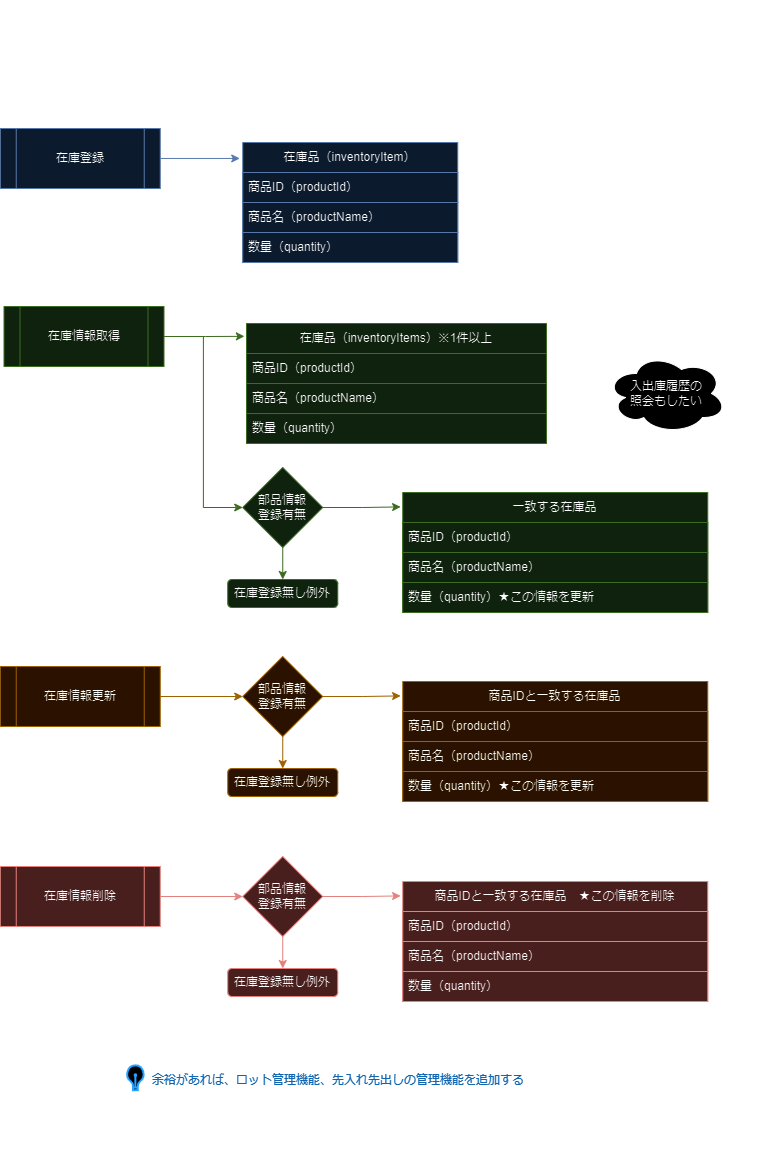 在庫登録
在庫品（inventoryItem）
商品ID（productId）
商品名（productName）
数量（quantity）
在庫情報取得
在庫品（inventoryItems）※1件以上
商品ID（productId）
商品名（productName）
数量（quantity）
入出庫履歴の
照会もしたい
部品情報
登録有無
一致する在庫品
商品ID（productId）
商品名（productName）
数量（quantity）★この情報を更新
在庫登録無し例外
在庫情報更新
部品情報
登録有無
商品IDと一致する在庫品
商品ID（productId）
商品名（productName）
数量（quantity）★この情報を更新
在庫登録無し例外
在庫情報削除
部品情報
登録有無
商品IDと一致する在庫品　★この情報を削除
商品ID（productId）
商品名（productName）
数量（quantity）
在庫登録無し例外
余裕があれば、ロット管理機能、先入れ先出しの管理機能を追加する